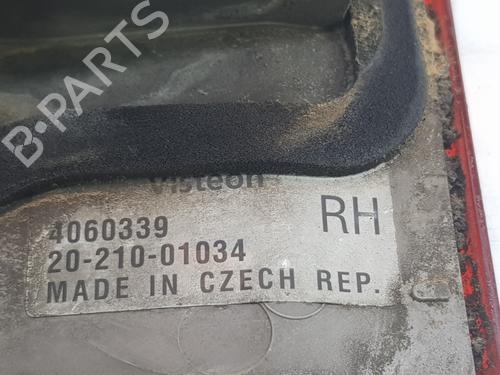 B-PARTS
Visteon
4060339 RH
20-210-01034
MADE IN CZECH REP.